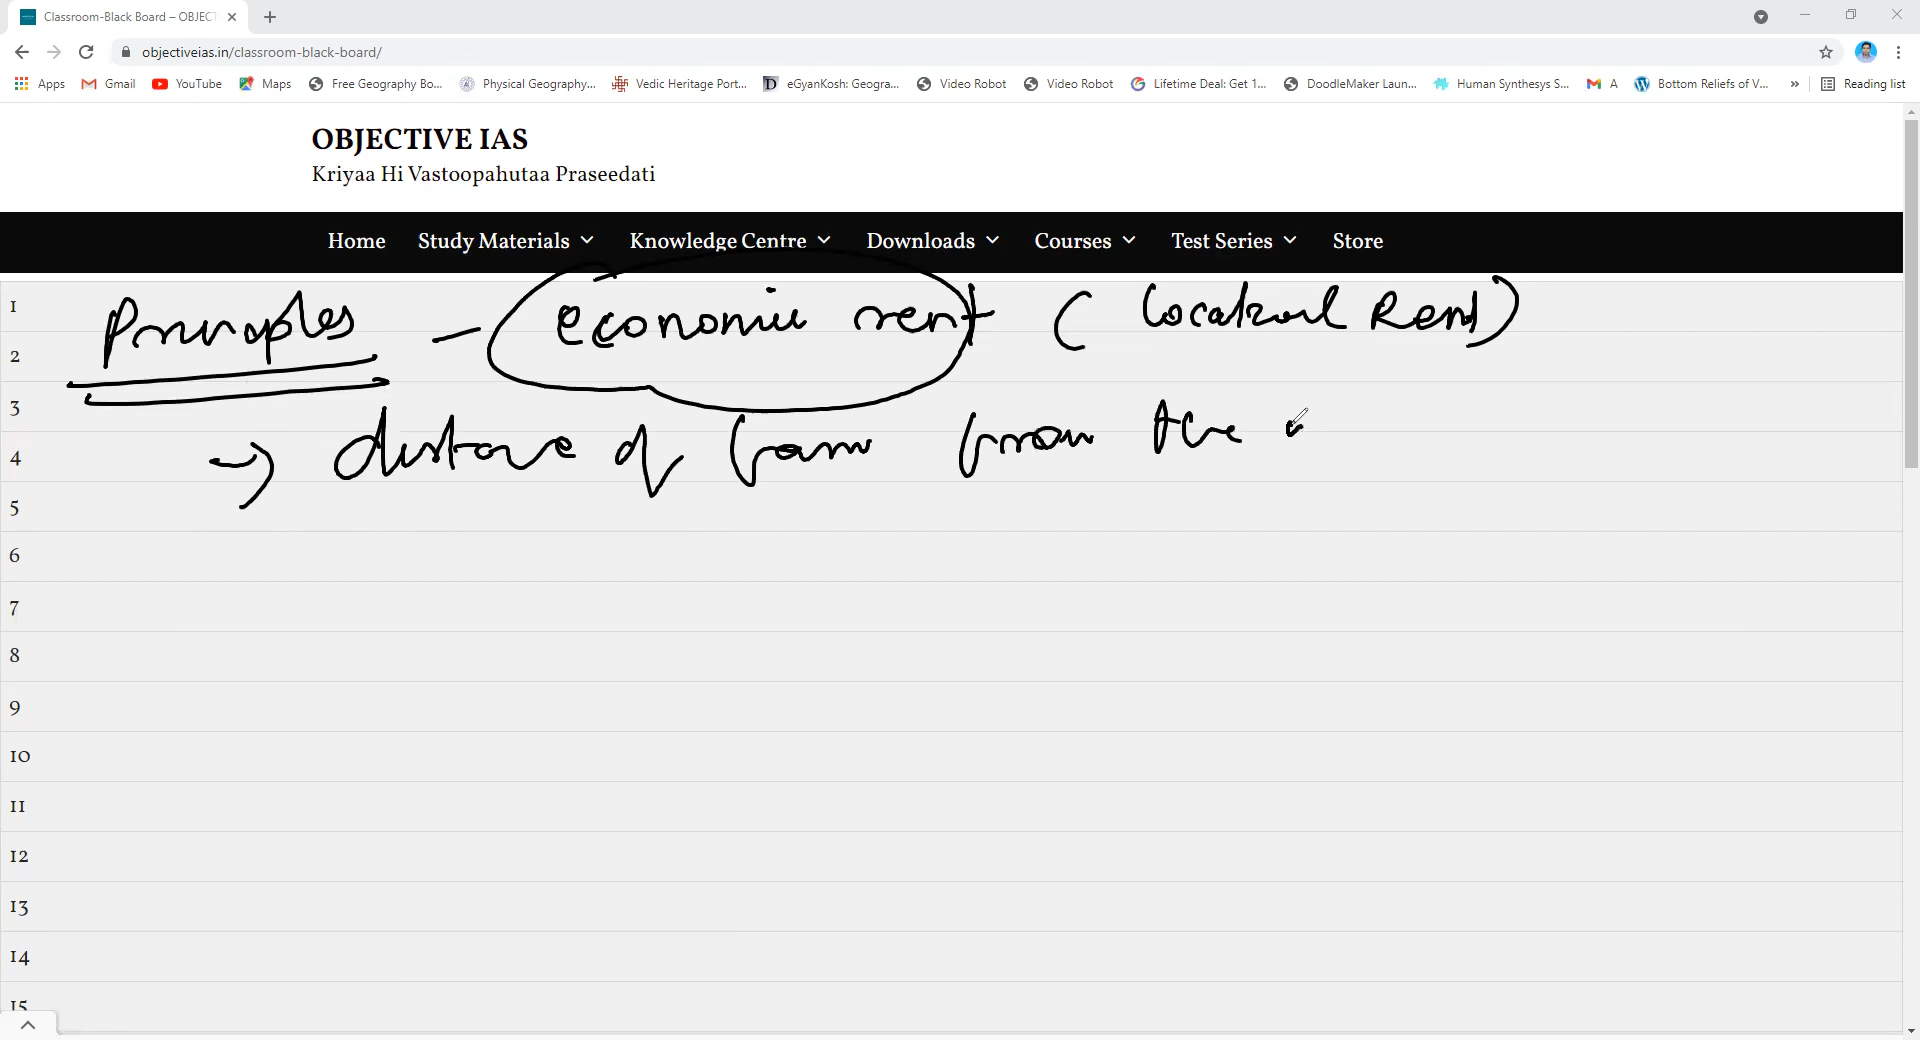 Classroom-Black Board – OBJECT
objectiveias.in/classroom-black-board/
Apps Gmail YouTube Maps Free Geography Bo... Physical Geography... Vedic Heritage Port... eGyanKosh: Geogra... Video Robot Video Robot Lifetime Deal: Get 1... DoodleMaker Laun... Human Synthesys S... A Bottom Reliefs of V... » Reading list
OBJECTIVE IAS
Kriyaa Hi Vastoopahutaa Praseedati
Home Study Materials Knowledge Centre Downloads Courses Test Series Store
1
Principles – economic rent (Locational Rent)
2
3
→ distance of farm from the
4
5
6
7
8
9
10
11
12
13
14
15